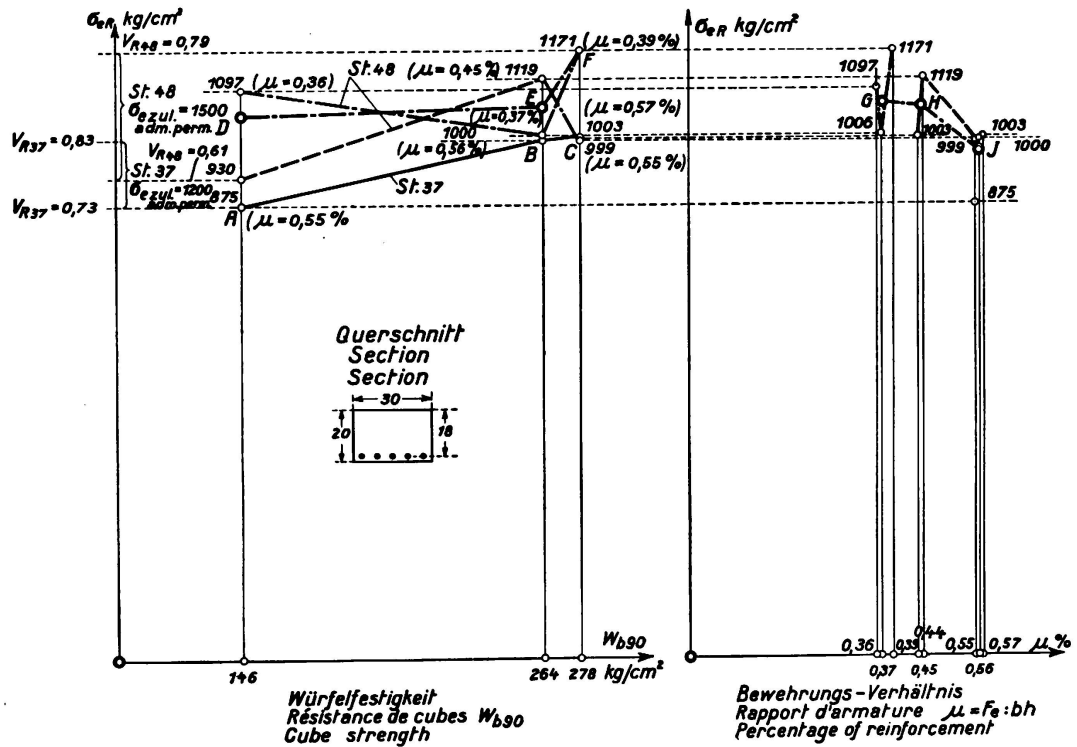 σeR kg/cm²
VR48 = 0,79
St. 48
σe zul. = 1500
adm. perm.
VR37 = 0,83
VR48 = 0,61
St. 37
σe zul. = 1200
adm. perm.
VR37 = 0,73
1097 (μ = 0,36)
D
930
875
A (μ = 0,55 %
St. 48
St. 37
(μ = 0,45 %)
1119
1171 (μ = 0,39 %)
F
E
(μ = 0,37 %)
1000
(μ = 0,56 %)
B
C
(μ = 0,57 %)
1003
999
(μ = 0,55 %)
Querschnitt
Section
Section
30
20
18
Wb90
kg/cm²
146
264
278
Würfelfestigkeit
Résistance de cubes Wb90
Cube strength
σeR kg/cm²
1171
1097
1119
G
H
1006
1003
999
J
1003
1000
875
0,36
0,37
0,39
0,44
0,45
0,55
0,56
0,57
μ %
Bewehrungs-Verhältnis
Rapport d'armature μ = Fe : bh
Percentage of reinforcement